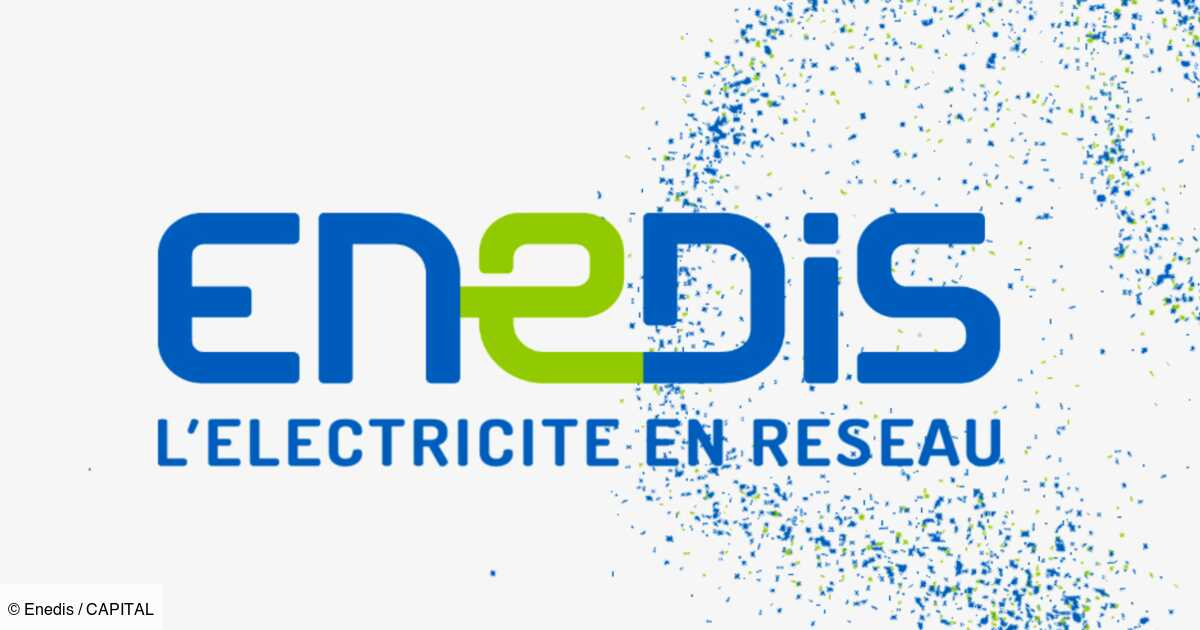 ENEDIS
L'ELECTRICITE EN RESEAU
© Enedis / CAPITAL